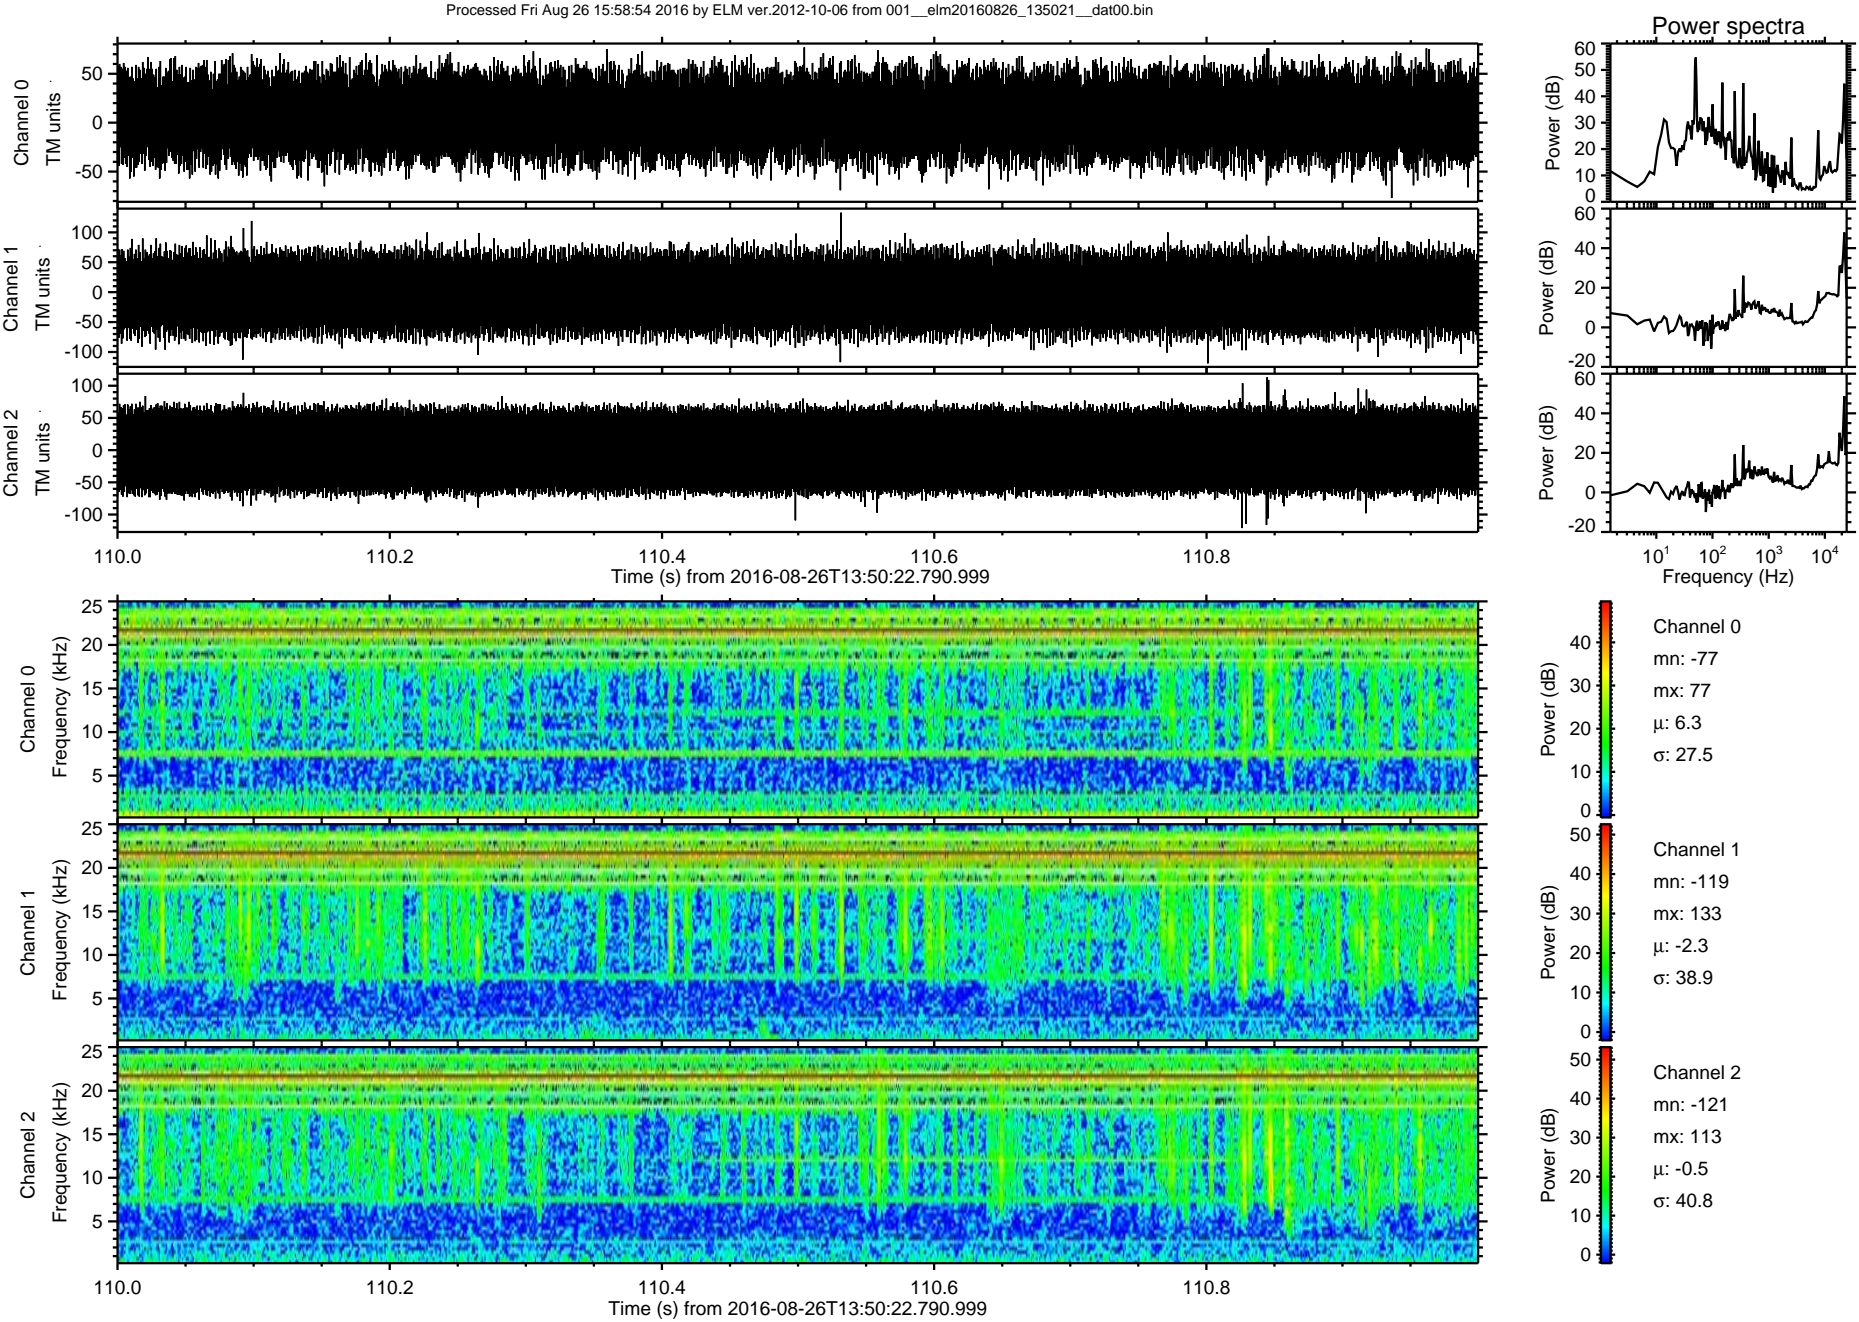 Processed Fri Aug 26 15:58:54 2016 by ELM ver.2012-10-06 from 001__elm20160826_135021__dat00.bin
Power spectra
Channel 0
TM units
50
0
-50
Power (dB)
60
50
40
30
20
10
0
Channel 1
TM units
100
50
0
-50
-100
Power (dB)
60
40
20
0
-20
Channel 2
TM units
100
50
0
-50
-100
Power (dB)
60
40
20
0
-20
110.0 110.2 110.4 110.6 110.8
Time (s) from 2016-08-26T13:50:22.790.999
10^1 10^2 10^3 10^4
Frequency (Hz)
Channel 0
Frequency (kHz)
25
20
15
10
5
Power (dB)
40
30
20
10
0
Channel 0
mn: -77
mx: 77
μ: 6.3
σ: 27.5
Channel 1
Frequency (kHz)
25
20
15
10
5
Power (dB)
50
40
30
20
10
0
Channel 1
mn: -119
mx: 133
μ: -2.3
σ: 38.9
Channel 2
Frequency (kHz)
25
20
15
10
5
Power (dB)
50
40
30
20
10
0
Channel 2
mn: -121
mx: 113
μ: -0.5
σ: 40.8
110.0 110.2 110.4 110.6 110.8
Time (s) from 2016-08-26T13:50:22.790.999